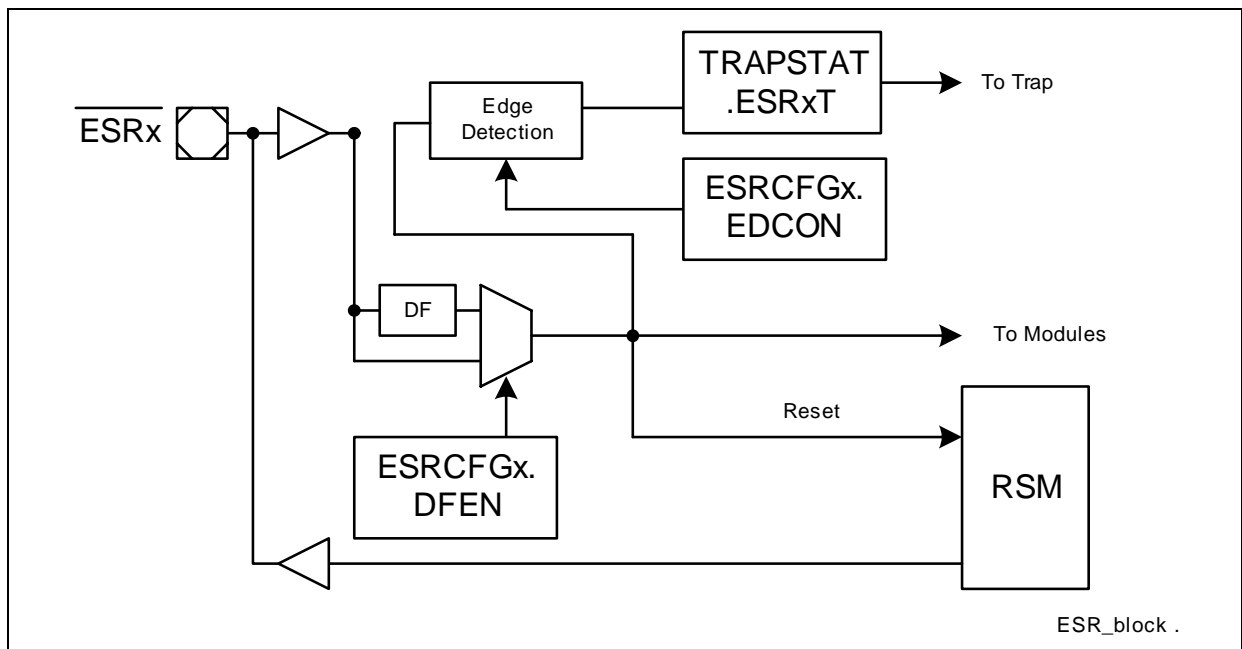 TRAPSTAT
.ESRxT
To Trap
Edge
Detection
ESRx
ESRCFGx.
EDCON
DF
To Modules
Reset
ESRCFGx.
DFEN
RSM
ESR_block .